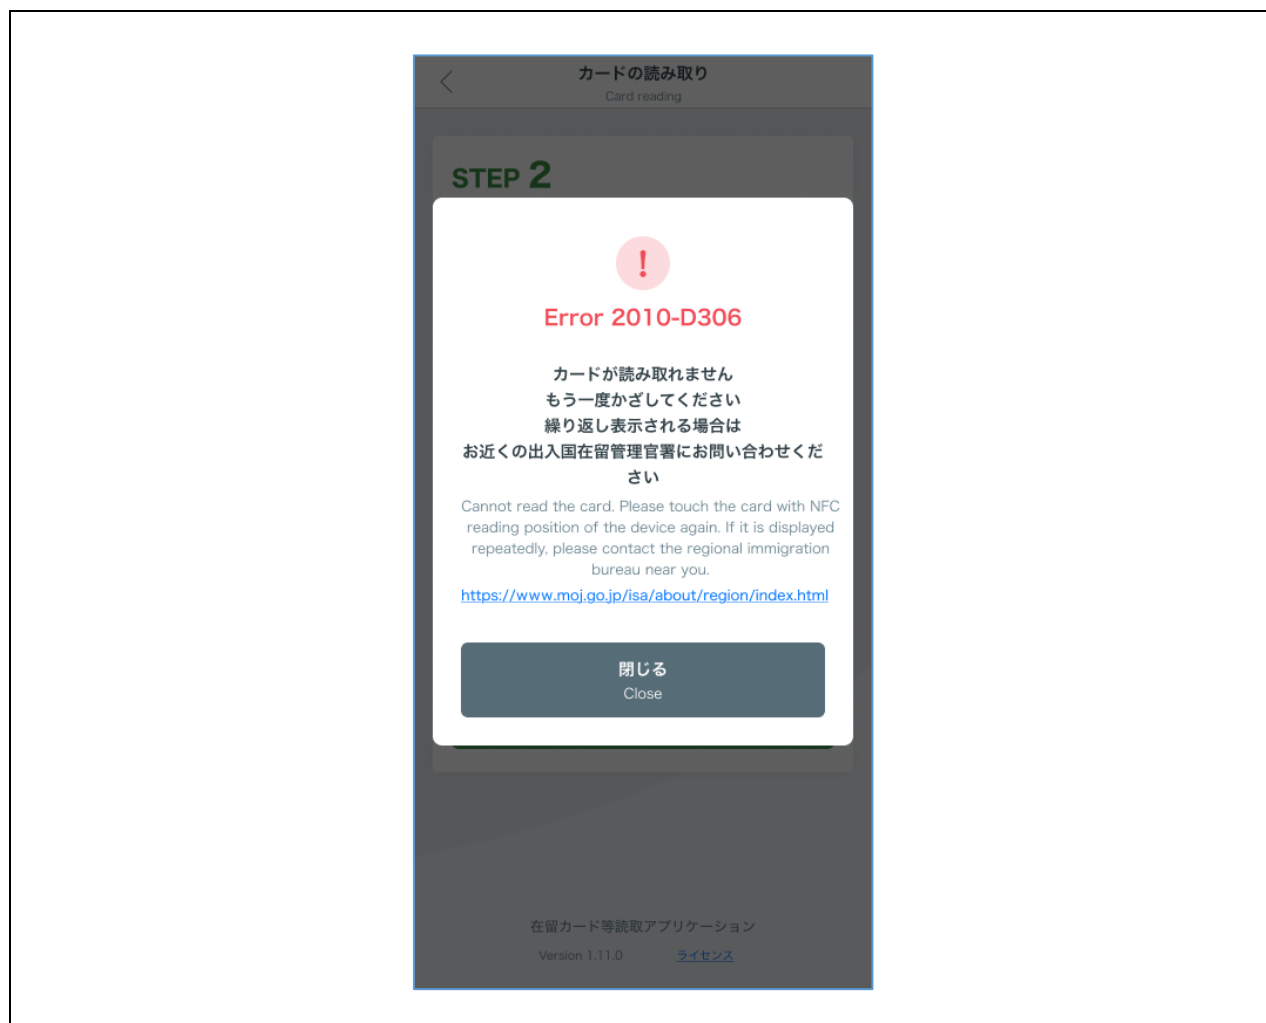 カードの読み取り
Card reading
STEP 2
!
Error 2010-D306
カードが読み取れません
もう一度かざしてください
繰り返し表示される場合は
お近くの出入国在留管理官署にお問い合わせくだ
さい
Cannot read the card. Please touch the card with NFC
reading position of the device again. If it is displayed
repeatedly, please contact the regional immigration
bureau near you.
https://www.moj.go.jp/isa/about/region/index.html
閉じる
Close
在留カード等読取アプリケーション
Version 1.11.0 ライセンス